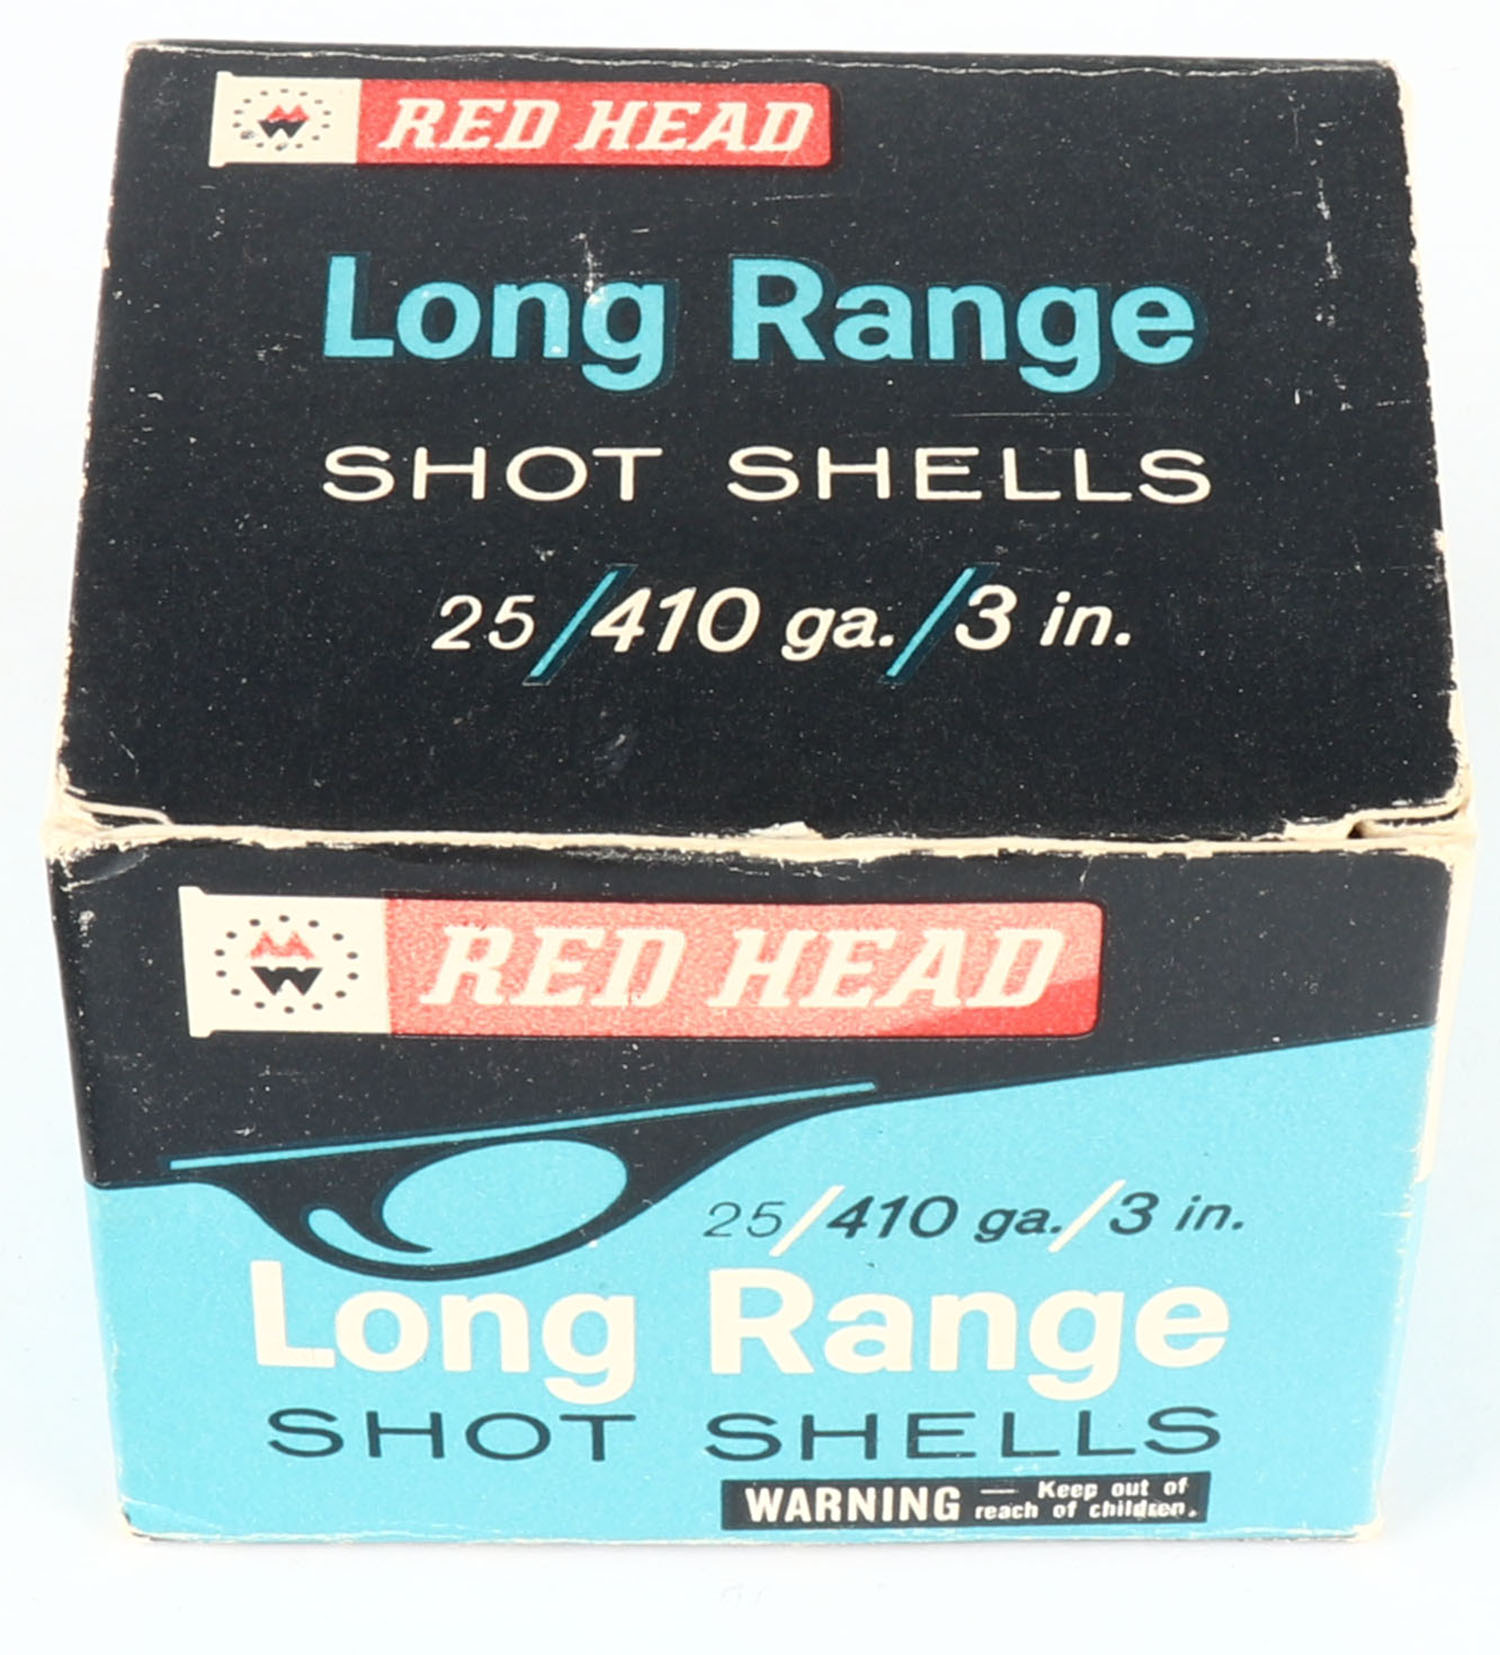 RED HEAD
Long Range
SHOT SHELLS
25/410 ga./3 in.
RED HEAD
25/410 ga./3 in.
Long Range
SHOT SHELLS
WARNING — Keep out of
reach of children.